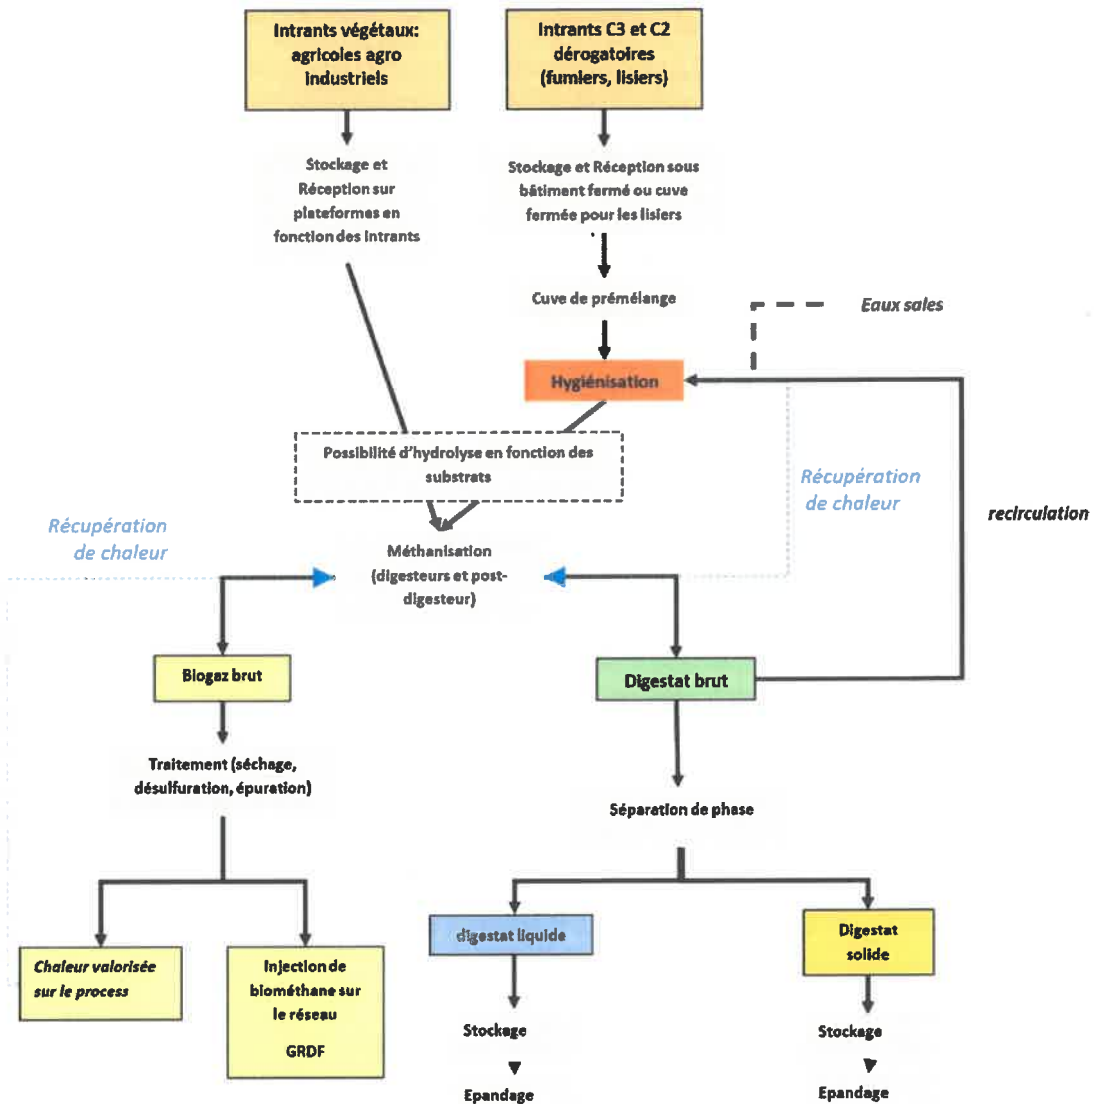 Intrants végétaux:
agricoles agro
industriels
Intrants C3 et C2
dérogatoires
(fumiers, lisiers)
Stockage et
Réception sur
plateformes en
fonction des intrants
Stockage et Réception sous
bâtiment fermé ou cuve
fermée pour les lisiers
Cuve de prémélange
Eaux sales
Hygiénisation
Possibilité d'hydrolyse en fonction des
substrats
Récupération
de chaleur
recirculation
Récupération
de chaleur
Méthanisation
(digesteurs et post-
digesteur)
Biogaz brut
Digestat brut
Traitement (séchage,
désulfuration, épuration)
Séparation de phase
Chaleur valorisée
sur le process
Injection de
biométhane sur
le réseau
GRDF
digestat liquide
Digestat
solide
Stockage
Epandage
Stockage
Epandage